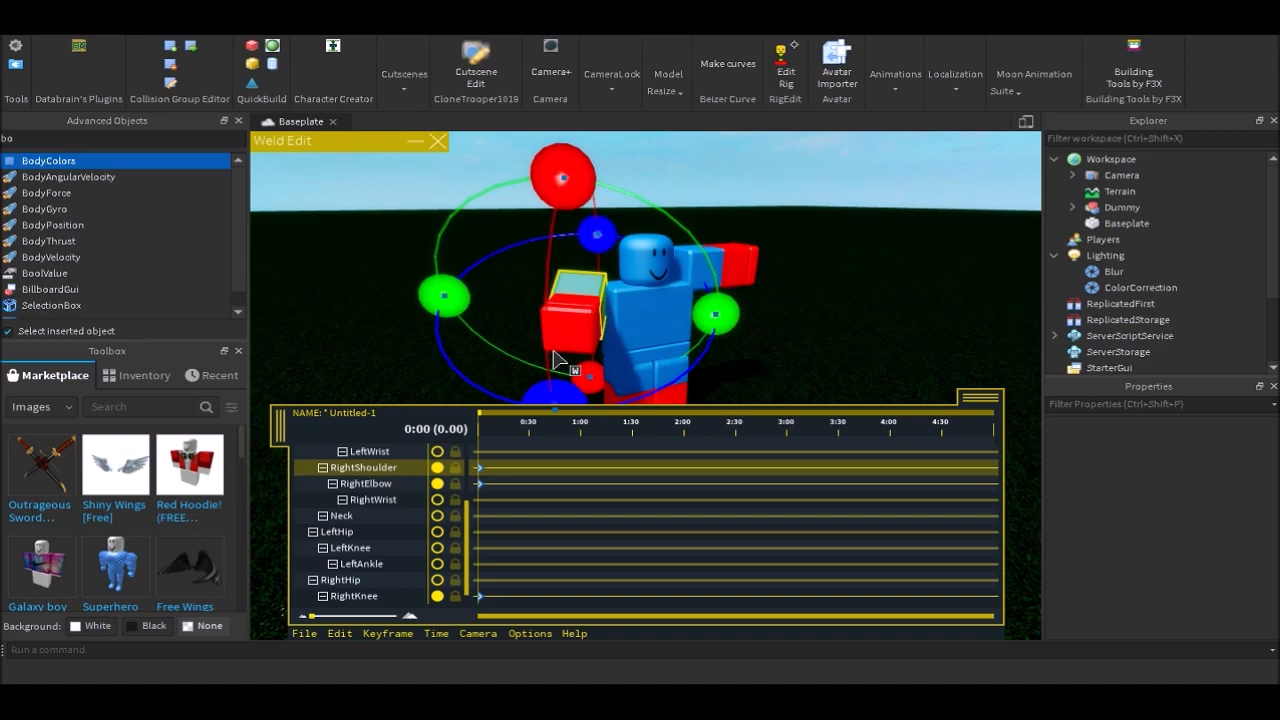 Tools
Databrain's Plugins
Collision Group Editor
QuickBuild
Character Creator
Cutscenes
Cutscene
Edit
CloneTrooper1019
Camera+
Camera
CameraLock
Model
Resize
Make curves
Beizer Curve
Edit
Rig
RigEdit
Avatar
Importer
Avatar
Animations
Localization
Moon Animation
Suite
Building
Tools by F3X
Building Tools by F3X
Advanced Objects
bo
BodyColors
BodyAngularVelocity
BodyForce
BodyGyro
BodyPosition
BodyThrust
BodyVelocity
BoolValue
BillboardGui
SelectionBox
Select inserted object
Toolbox
Marketplace
Inventory
Recent
Images
Search
Outrageous
Sword...
Shiny Wings
[Free]
Red Hoodie!
(FREE...
Galaxy boy
Superhero
Free Wings
Background:
White
Black
None
Run a command
Baseplate
Weld Edit
W
NAME: * Untitled-1
0:00 (0.00)
0:30
1:00
1:30
2:00
2:30
3:00
3:30
4:00
4:30
LeftWrist
RightShoulder
RightElbow
RightWrist
Neck
LeftHip
LeftKnee
LeftAnkle
RightHip
RightKnee
File Edit Keyframe Time Camera Options Help
Explorer
Filter workspace (Ctrl+Shift+X)
Workspace
Camera
Terrain
Dummy
Baseplate
Players
Lighting
Blur
ColorCorrection
ReplicatedFirst
ReplicatedStorage
ServerScriptService
ServerStorage
StarterGui
Properties
Filter Properties (Ctrl+Shift+P)